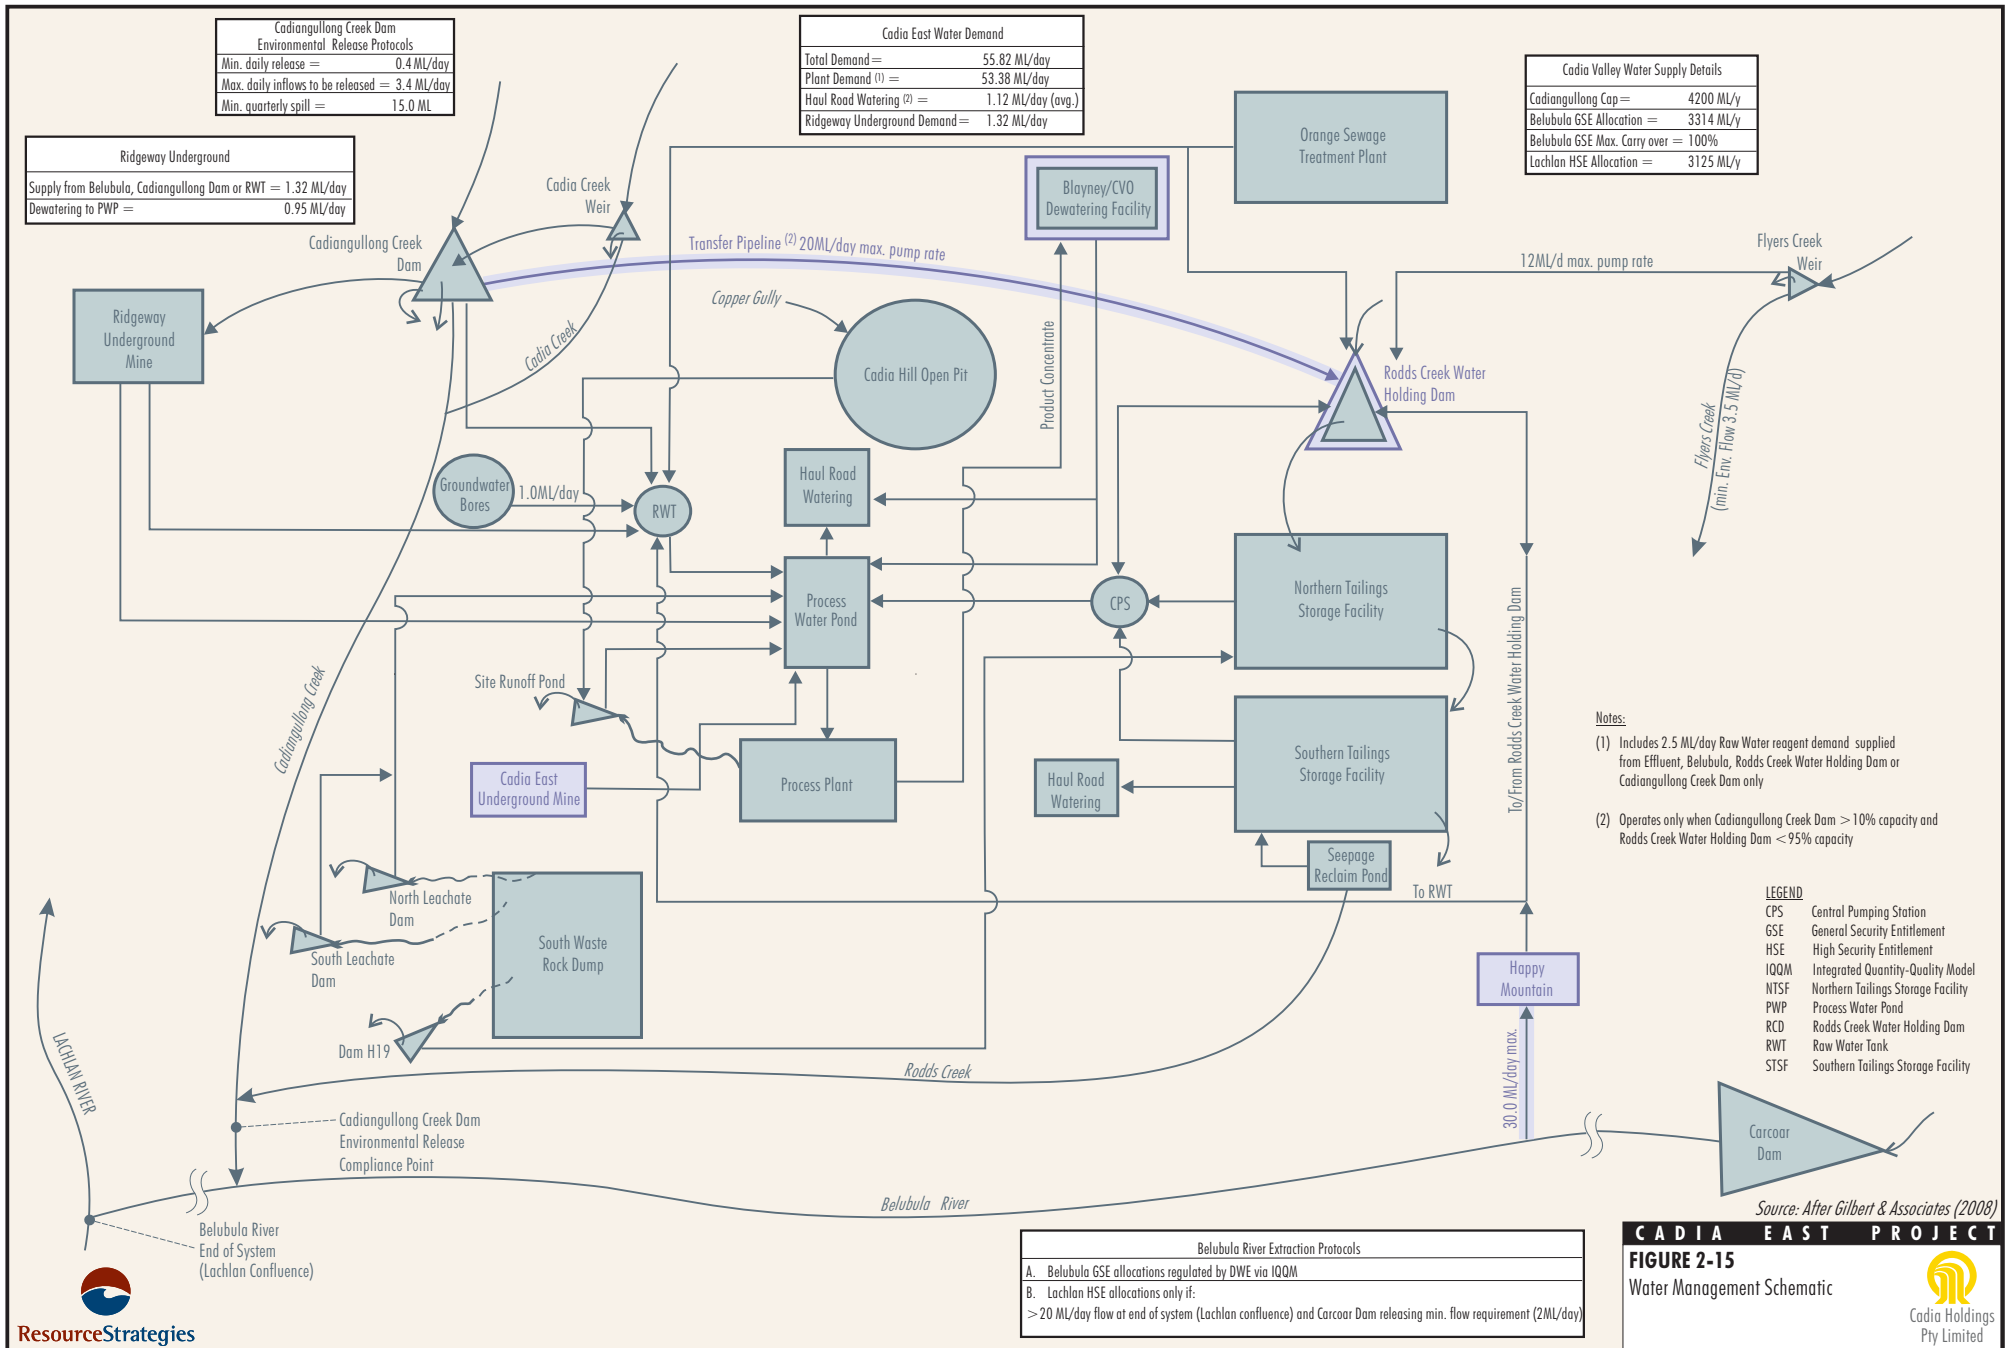 Cadiangullong Creek Dam
Environmental Release Protocols
Min. daily release = 0.4 ML/day
Max. daily inflows to be released = 3.4 ML/day
Min. quarterly spill = 15.0 ML
Cadia East Water Demand
Total Demand = 55.82 ML/day
Plant Demand (1) = 53.38 ML/day
Haul Road Watering (2) = 1.12 ML/day (avg.)
Ridgeway Underground Demand = 1.32 ML/day
Cadia Valley Water Supply Details
Cadiangullong Cap = 4200 ML/y
Belubula GSE Allocation = 3314 ML/y
Belubula GSE Max. Carry over = 100%
Lachlan HSE Allocation = 3125 ML/y
Ridgeway Underground
Supply from Belubula, Cadiangullong Dam or RWT = 1.32 ML/day
Dewatering to PWP = 0.95 ML/day
Orange Sewage
Treatment Plant
Blayney/CVO
Dewatering Facility
Cadia Creek
Weir
Cadiangullong Creek
Dam
Transfer Pipeline (2) 20ML/day max. pump rate
Flyers Creek
Weir
12ML/d max. pump rate
Copper Gully
Ridgeway
Underground
Mine
Cadia Creek
Cadia Hill Open Pit
Product Concentrate
Rodds Creek Water
Holding Dam
Flyers Creek
(min. Env. Flow 3.5 ML/d)
Groundwater
Bores
1.0ML/day
RWT
Haul Road
Watering
Process
Water Pond
CPS
Northern Tailings
Storage Facility
To/From Rodds Creek Water Holding Dam
Cadiangullong Creek
Site Runoff Pond
Cadia East
Underground Mine
Process Plant
Southern Tailings
Storage Facility
Haul Road
Watering
Seepage
Reclaim Pond
To RWT
Notes:
(1) Includes 2.5 ML/day Raw Water reagent demand supplied
from Effluent, Belubula, Rodds Creek Water Holding Dam or
Cadiangullong Creek Dam only
(2) Operates only when Cadiangullong Creek Dam >10% capacity and
Rodds Creek Water Holding Dam <95% capacity
North Leachate
Dam
South Leachate
Dam
South Waste
Rock Dump
Dam H19
Happy
Mountain
30.0 ML/day max.
LEGEND
CPS Central Pumping Station
GSE General Security Entitlement
HSE High Security Entitlement
IQQM Integrated Quantity-Quality Model
NTSF Northern Tailings Storage Facility
PWP Process Water Pond
RCD Rodds Creek Water Holding Dam
RWT Raw Water Tank
STSF Southern Tailings Storage Facility
LACHLAN RIVER
Rodds Creek
Cadiangullong Creek Dam
Environmental Release
Compliance Point
Carcoar
Dam
Belubula River
Belubula River
End of System
(Lachlan Confluence)
Belubula River Extraction Protocols
A. Belubula GSE allocations regulated by DWE via IQQM
B. Lachlan HSE allocations only if:
>20 ML/day flow at end of system (Lachlan confluence) and Carcoar Dam releasing min. flow requirement (2ML/day)
Source: After Gilbert & Associates (2008)
CADIA EAST PROJECT
FIGURE 2-15
Water Management Schematic
Cadia Holdings
Pty Limited
ResourceStrategies